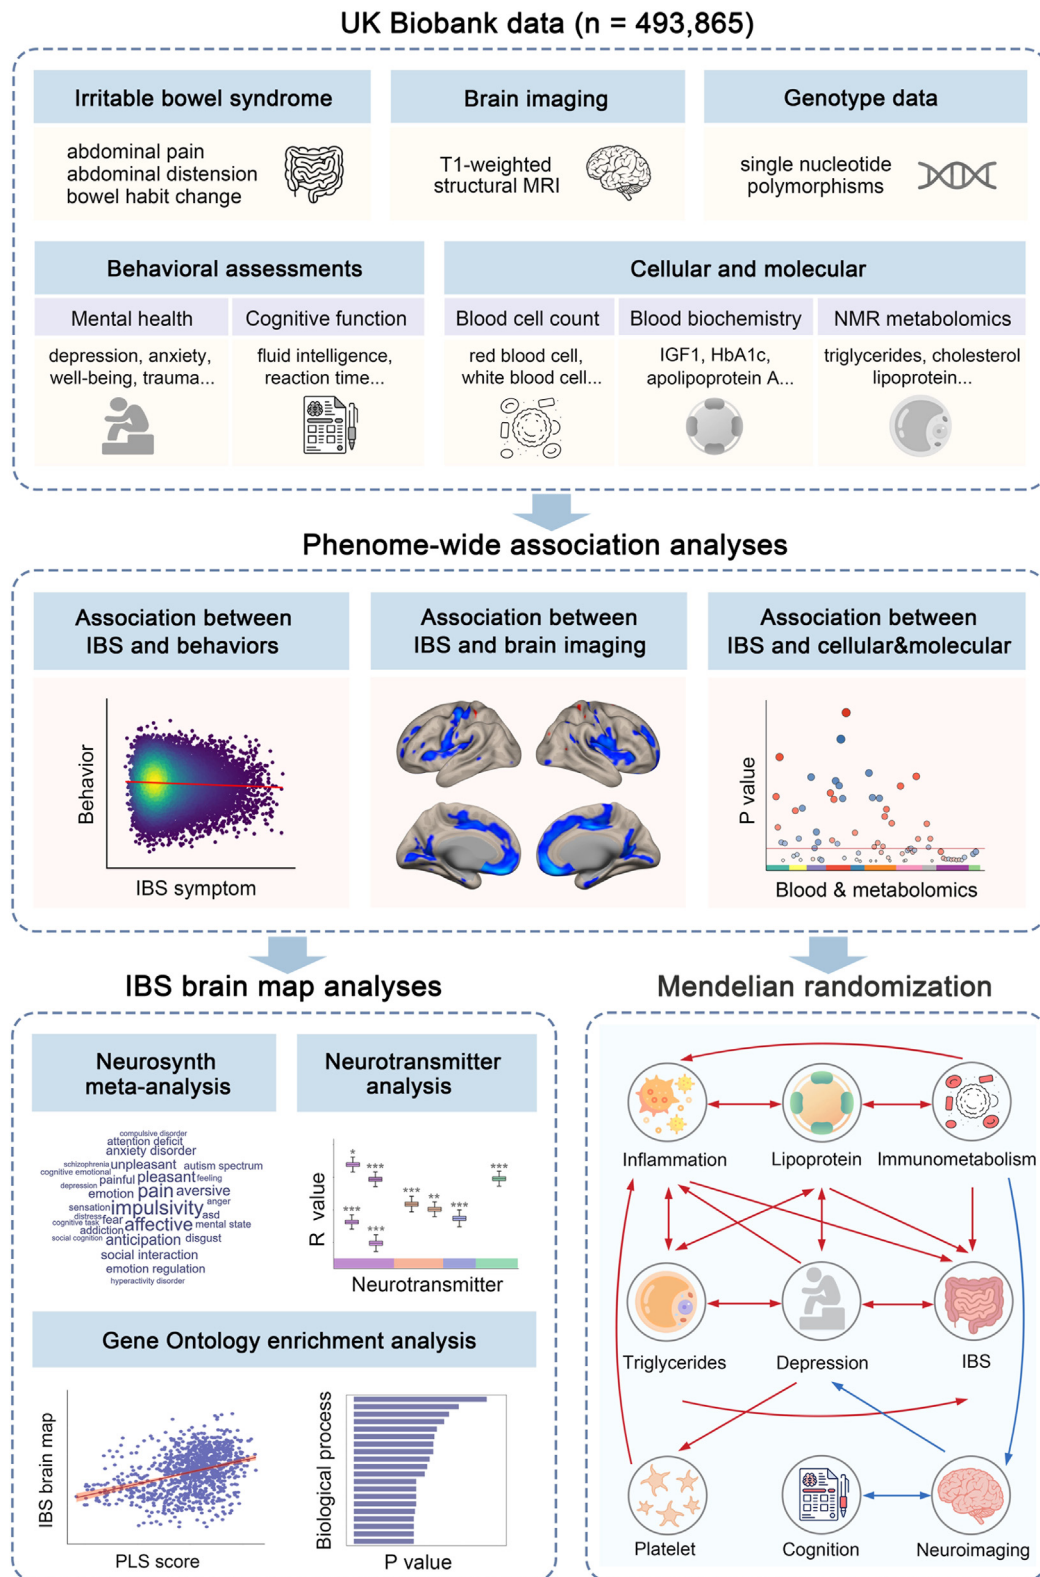 UK Biobank data (n = 493,865)
Irritable bowel syndrome
abdominal pain
abdominal distension
bowel habit change
Brain imaging
T1-weighted
structural MRI
Genotype data
single nucleotide
polymorphisms
Behavioral assessments
Mental health
depression, anxiety,
well-being, trauma...
Cognitive function
fluid intelligence,
reaction time...
Cellular and molecular
Blood cell count
red blood cell,
white blood cell...
Blood biochemistry
IGF1, HbA1c,
apolipoprotein A...
NMR metabolomics
triglycerides, cholesterol
lipoprotein...
Phenome-wide association analyses
Association between
IBS and behaviors
Behavior
IBS symptom
Association between
IBS and brain imaging
Association between
IBS and cellular&molecular
P value
Blood & metabolomics
IBS brain map analyses
Neurosynth
meta-analysis
compulsive disorder
attention deficit
anxiety disorder
schizophrenia unpleasant autism spectrum
cognitive emotional painful pleasant feeling
depression emotion pain aversive
sensation impulsivity anger
distress fear affective asd
cognitive task addiction mental state
social cognition anticipation disgust
social interaction
emotion regulation
hyperactivity disorder
Neurotransmitter
analysis
R value
* *** *** *** *** ** *** ***
Neurotransmitter
Gene Ontology enrichment analysis
IBS brain map
PLS score
Biological process
P value
Mendelian randomization
Inflammation
Lipoprotein
Immunometabolism
Triglycerides
Depression
IBS
Platelet
Cognition
Neuroimaging